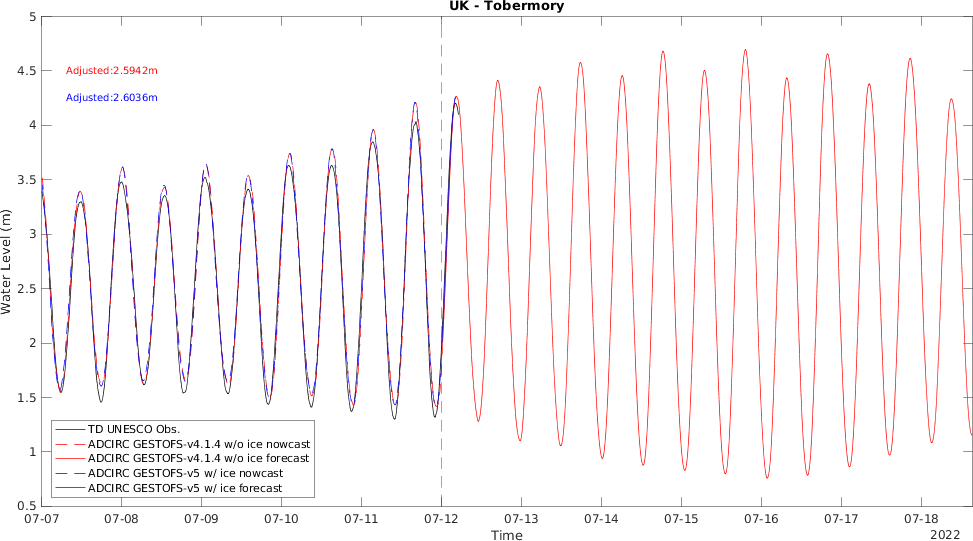 UK - Tobermory
5
4.5
4
3.5
3
2.5
2
1.5
1
0.5
Water Level (m)
Adjusted:2.5942m
Adjusted:2.6036m
TD UNESCO Obs.
ADCIRC GESTOFS-v4.1.4 w/o ice nowcast
ADCIRC GESTOFS-v4.1.4 w/o ice forecast
ADCIRC GESTOFS-v5 w/ ice nowcast
ADCIRC GESTOFS-v5 w/ ice forecast
07-07 07-08 07-09 07-10 07-11 07-12 07-13 07-14 07-15 07-16 07-17 07-18
Time
2022